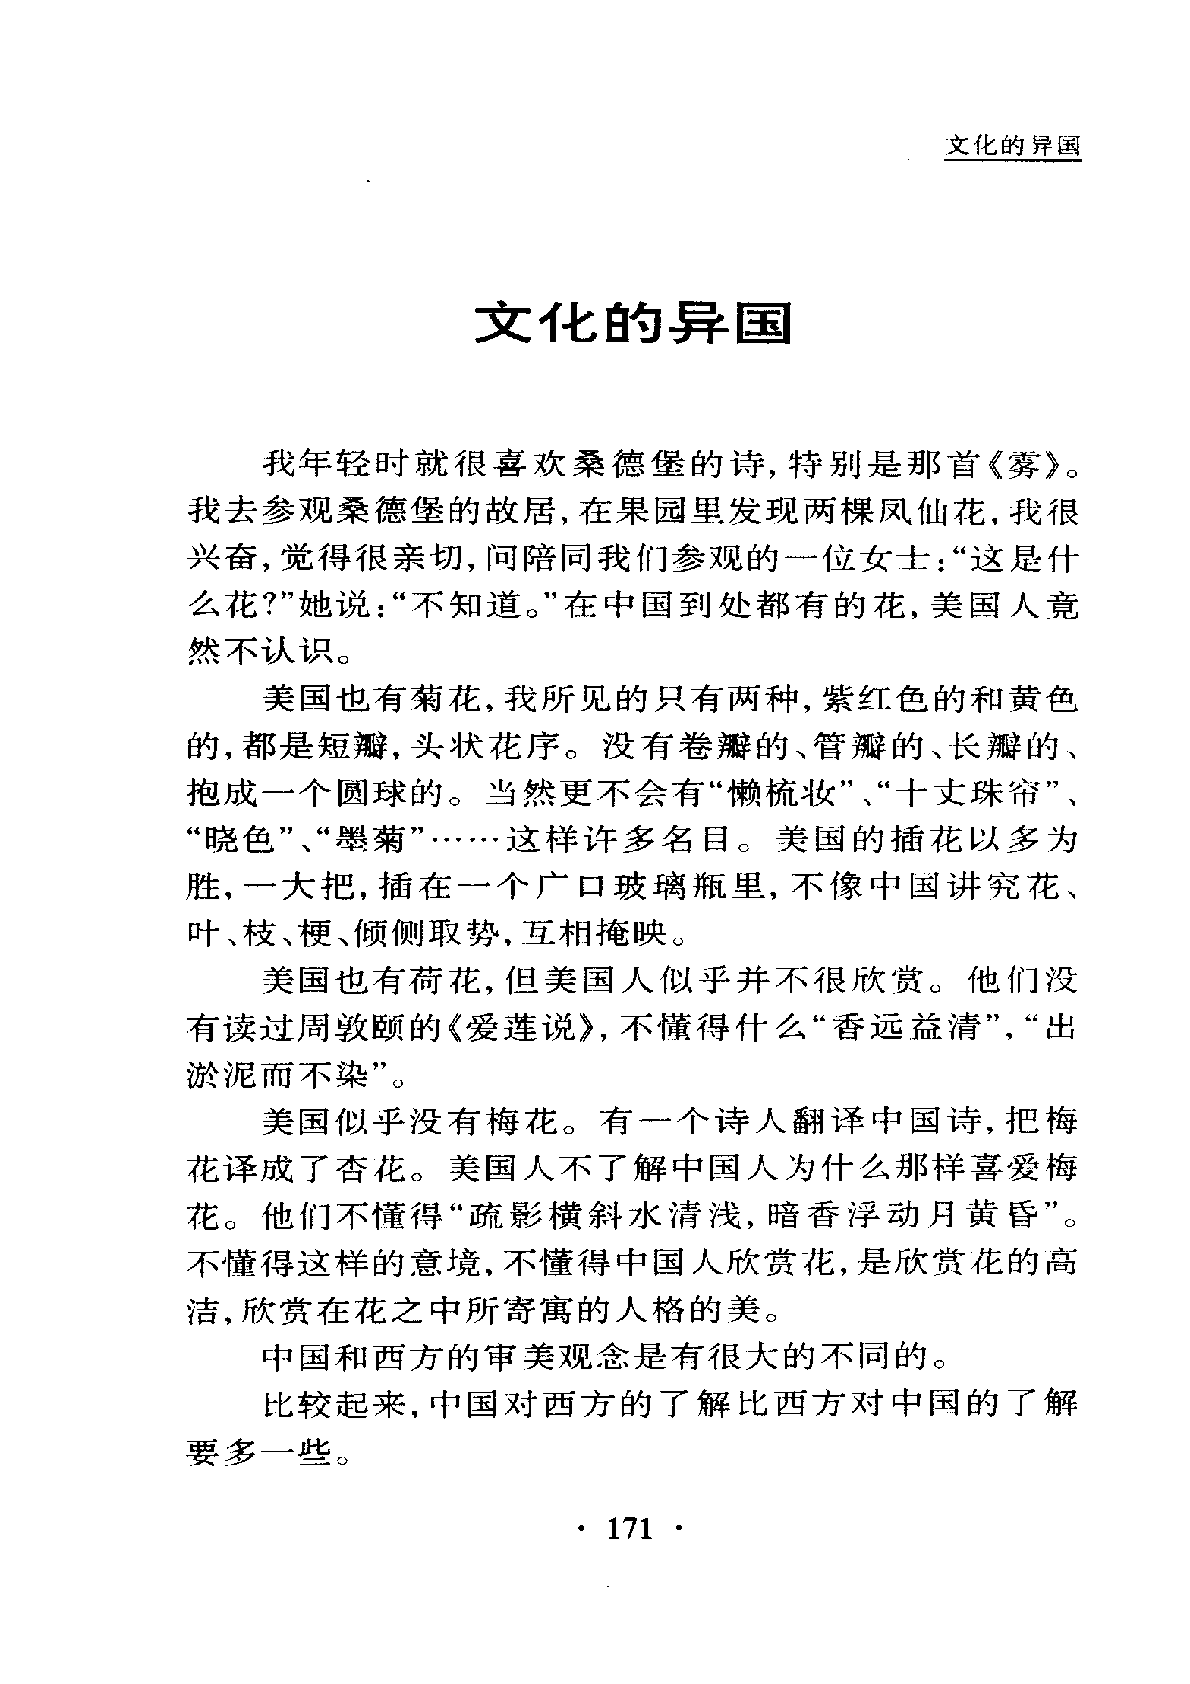 文化的异国
文化的异国
我年轻时就很喜欢桑德堡的诗,特别是那首《雾》。
我去参观桑德堡的故居,在果园里发现两棵凤仙花,我很
兴奋,觉得很亲切,问陪同我们参观的一位女士:“这是什
么花?”她说:“不知道。”在中国到处都有的花,美国人竟
然不认识。
美国也有菊花,我所见的只有两种,紫红色的和黄色
的,都是短瓣,头状花序。没有卷瓣的、管瓣的、长瓣的、
抱成一个圆球的。当然更不会有“懒梳妆”、“十丈珠帘”、
“晓色”、“墨菊”……这样许多名目。美国的插花以多为
胜,一大把,插在一个广口玻璃瓶里,不像中国讲究花、
叶、枝、梗、倾侧取势,互相掩映。
美国也有荷花,但美国人似乎并不很欣赏。他们没
有读过周敦颐的《爱莲说》,不懂得什么“香远益清”,“出
淤泥而不染”。
美国似乎没有梅花。有一个诗人翻译中国诗,把梅
花译成了杏花。美国人不了解中国人为什么那样喜爱梅
花。他们不懂得“疏影横斜水清浅,暗香浮动月黄昏”。
不懂得这样的意境,不懂得中国人欣赏花,是欣赏花的高
洁,欣赏在花之中所寄寓的人格的美。
中国和西方的审美观念是有很大的不同的。
比较起来,中国对西方的了解比西方对中国的了解
要多一些。
· 171 ·